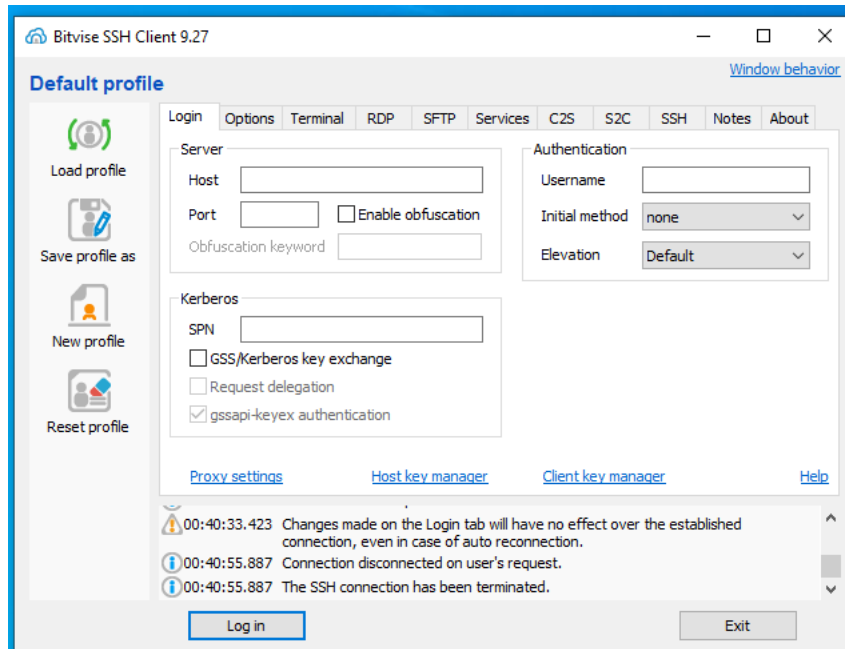 Bitvise SSH Client 9.27
Window behavior
Default profile
Load profile
Save profile as
New profile
Reset profile
Login Options Terminal RDP SFTP Services C2S S2C SSH Notes About
Server
Host
Port Enable obfuscation
Obfuscation keyword
Authentication
Username
Initial method none
Elevation Default
Kerberos
SPN
GSS/Kerberos key exchange
Request delegation
gssapi-keyex authentication
Proxy settings Host key manager Client key manager Help
00:40:33.423 Changes made on the Login tab will have no effect over the established
connection, even in case of auto reconnection.
00:40:55.887 Connection disconnected on user's request.
00:40:55.887 The SSH connection has been terminated.
Log in Exit